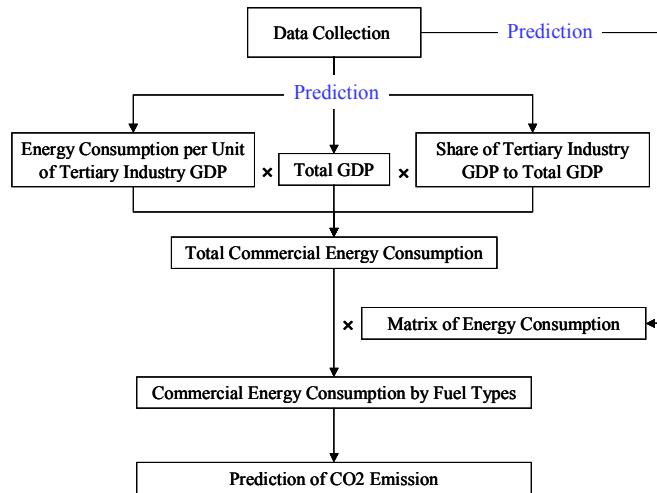 Data Collection
Prediction
Prediction
Energy Consumption per Unit
of Tertiary Industry GDP
×
Total GDP
×
Share of Tertiary Industry
GDP to Total GDP
Total Commercial Energy Consumption
×
Matrix of Energy Consumption
Commercial Energy Consumption by Fuel Types
Prediction of CO2 Emission